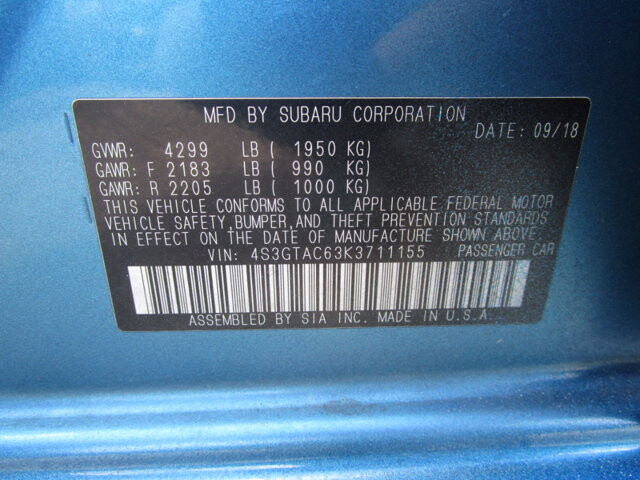 MFD BY SUBARU CORPORATION
DATE: 09/18
GVWR: 4299 LB ( 1950 KG)
GAWR: F 2183 LB ( 990 KG)
GAWR: R 2205 LB ( 1000 KG)
THIS VEHICLE CONFORMS TO ALL APPLICABLE FEDERAL MOTOR
VEHICLE SAFETY, BUMPER, AND THEFT PREVENTION STANDARDS
IN EFFECT ON THE DATE OF MANUFACTURE SHOWN ABOVE.
VIN: 4S3GTAC63K3711155 PASSENGER CAR
ASSEMBLED BY SIA INC. MADE IN U.S.A.